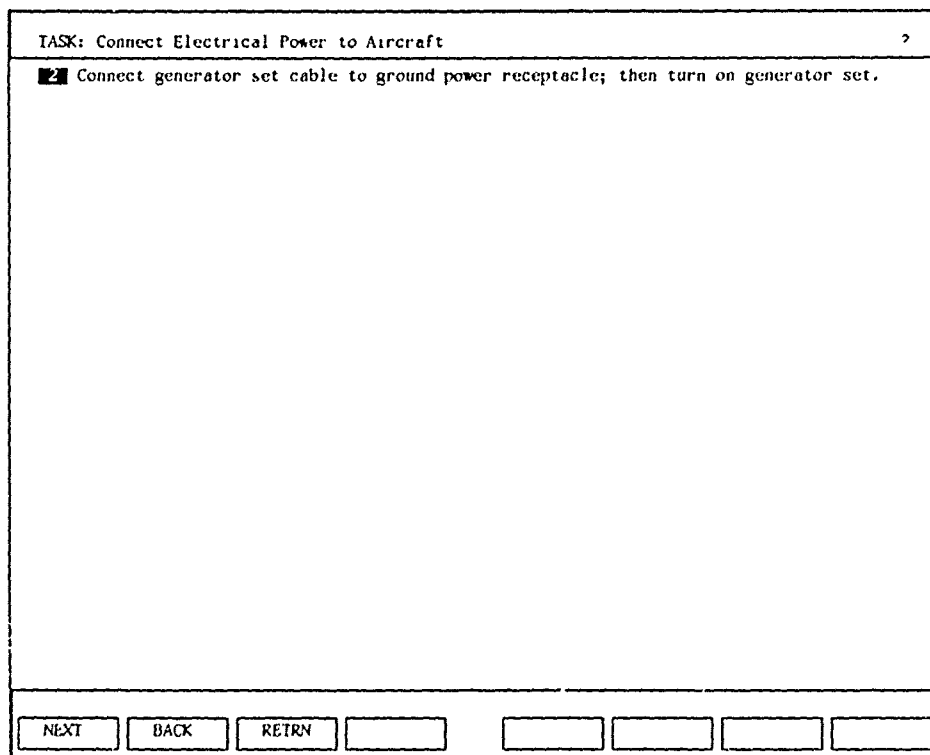 TASK: Connect Electrical Power to Aircraft ?
2 Connect generator set cable to ground power receptacle; then turn on generator set.
NEXT BACK RETRN